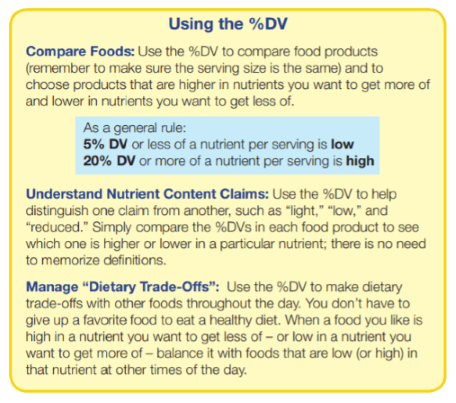 Using the %DV
Compare Foods: Use the %DV to compare food products
(remember to make sure the serving size is the same) and to
choose products that are higher in nutrients you want to get more of
and lower in nutrients you want to get less of.
As a general rule:
5% DV or less of a nutrient per serving is low
20% DV or more of a nutrient per serving is high
Understand Nutrient Content Claims: Use the %DV to help
distinguish one claim from another, such as “light,” “low,” and
“reduced.” Simply compare the %DVs in each food product to see
which one is higher or lower in a particular nutrient; there is no need
to memorize definitions.
Manage “Dietary Trade-Offs”: Use the %DV to make dietary
trade-offs with other foods throughout the day. You don’t have to
give up a favorite food to eat a healthy diet. When a food you like is
high in a nutrient you want to get less of – or low in a nutrient you
want to get more of – balance it with foods that are low (or high) in
that nutrient at other times of the day.